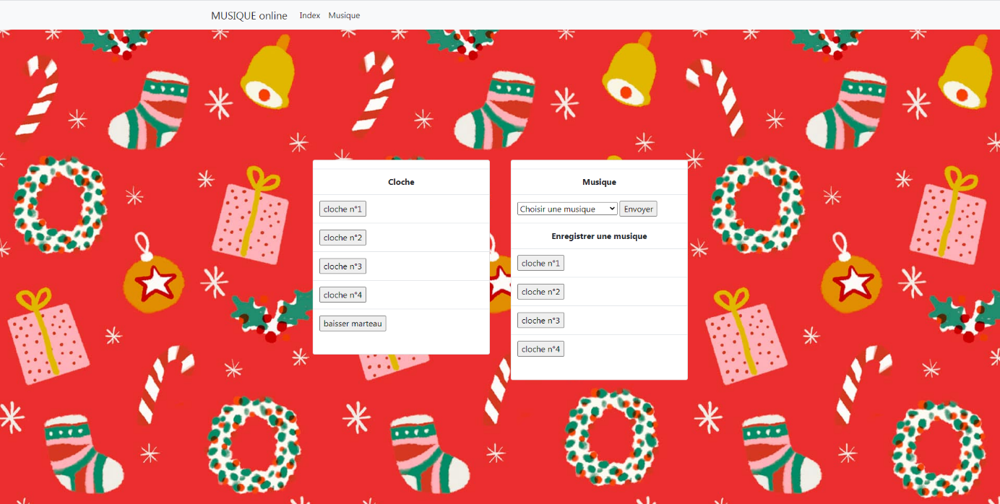 MUSIQUE online Index Musique
Cloche
cloche n°1
cloche n°2
cloche n°3
cloche n°4
baisser marteau
Musique
Choisir une musique Envoyer
Enregistrer une musique
cloche n°1
cloche n°2
cloche n°3
cloche n°4